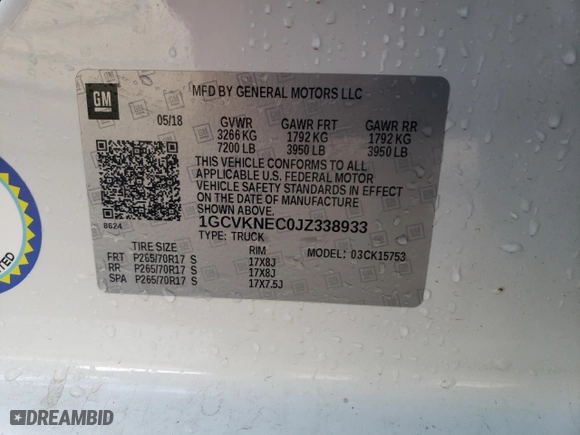 GM
MFD BY GENERAL MOTORS LLC
05/18 GVWR GAWR FRT GAWR RR
3266 KG 1792 KG 1792 KG
7200 LB 3950 LB 3950 LB
THIS VEHICLE CONFORMS TO ALL
APPLICABLE U.S. FEDERAL MOTOR
VEHICLE SAFETY STANDARDS IN EFFECT
ON THE DATE OF MANUFACTURE
SHOWN ABOVE.
8624
1GCVKNEC0JZ338933
TYPE: TRUCK
TIRE SIZE RIM MODEL: 03CK15753
FRT P265/70R17 S 17X8J
RR P265/70R17 S 17X8J
SPA P265/70R17 S 17X7.5J
DREAMBID